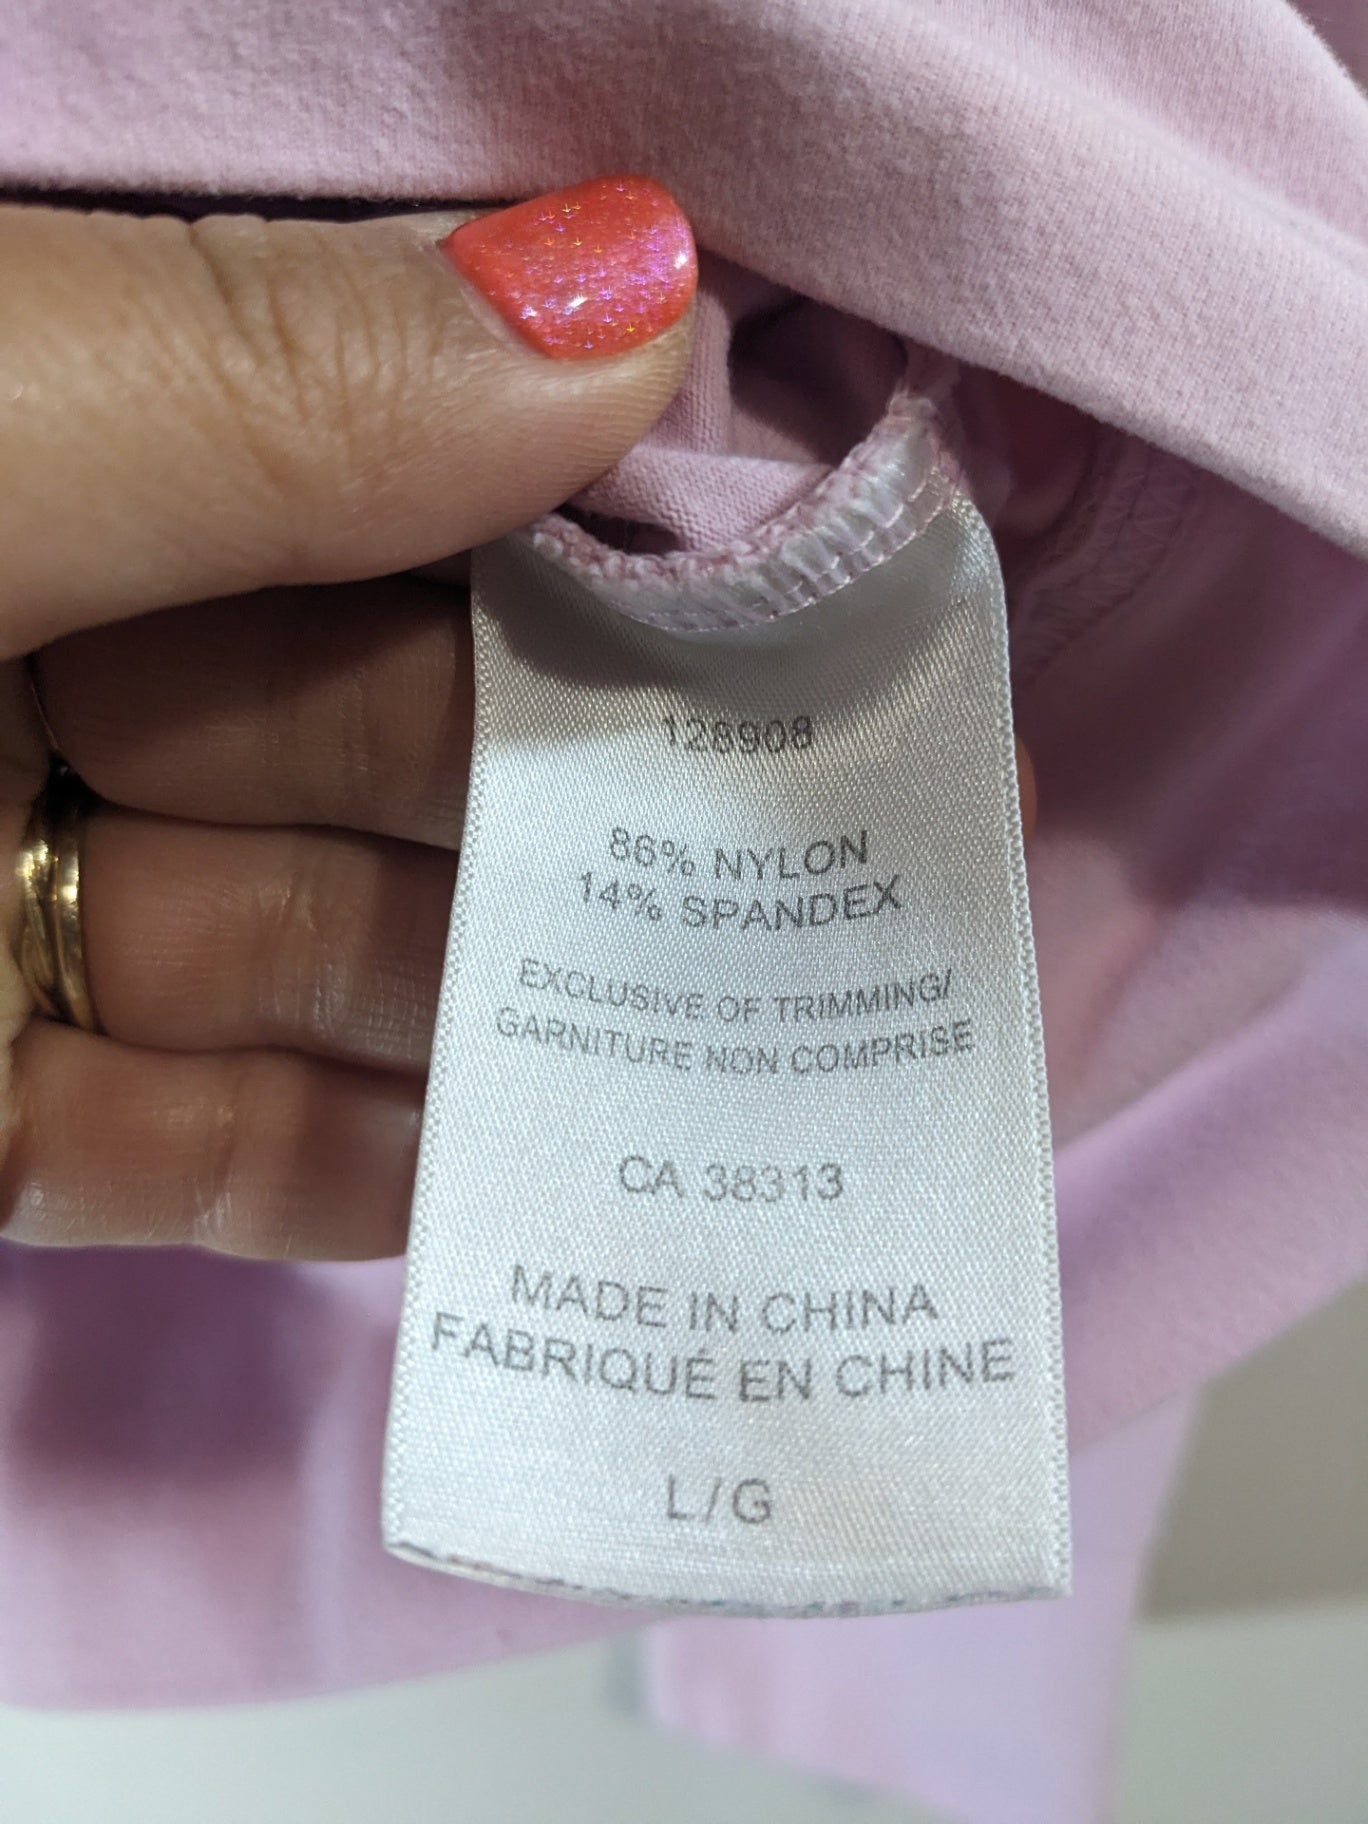 128908
86% NYLON
14% SPANDEX
EXCLUSIVE OF TRIMMING/
GARNITURE NON COMPRISE
CA 38313
MADE IN CHINA
FABRIQUÉ EN CHINE
L/G